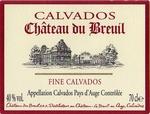 CALVADOS
Château du Breuil
FINE CALVADOS
Appellation Calvados Pays d'Auge Contrôlée
40 % vol.
70 cl e